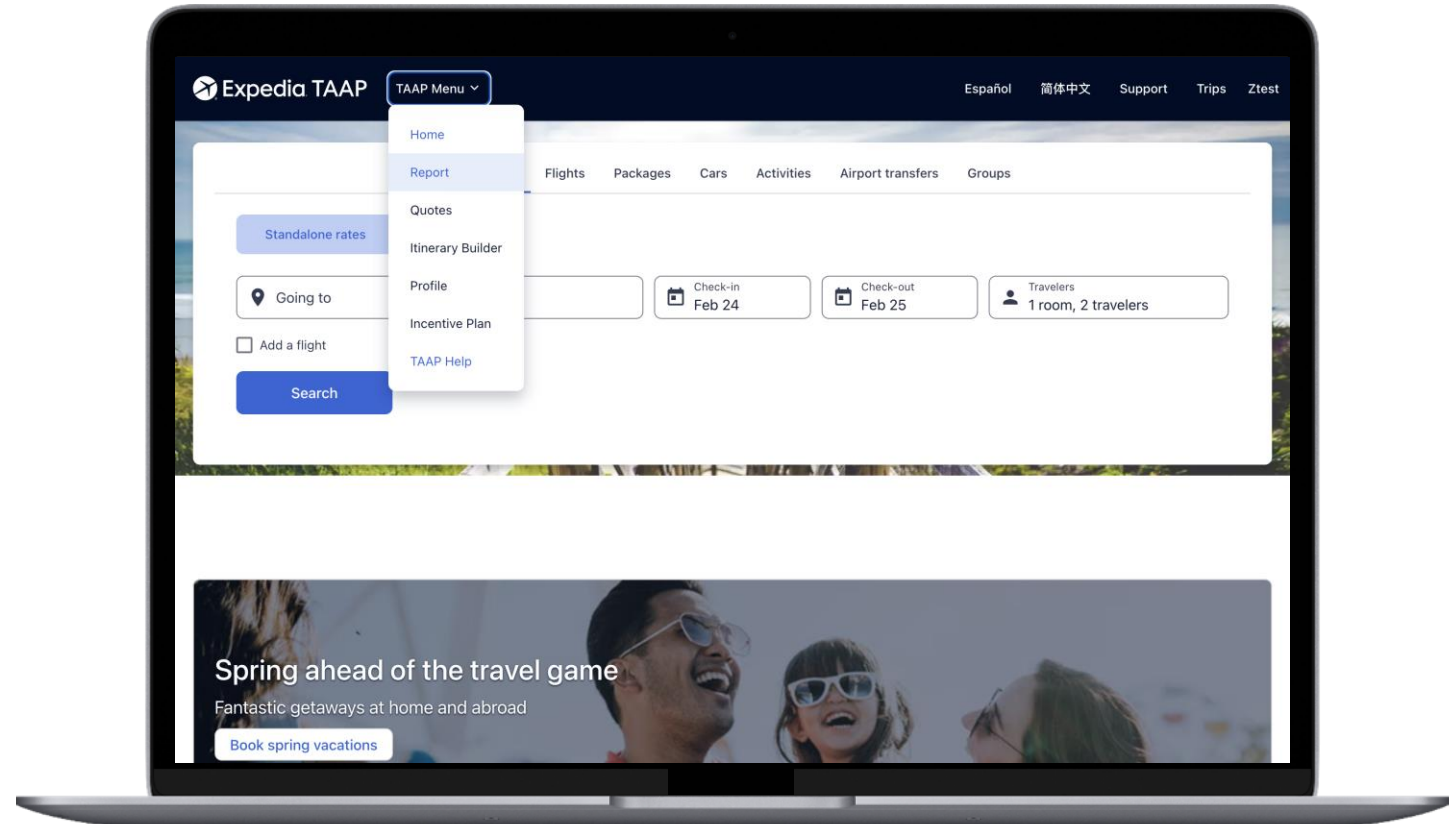 Expedia TAAP
TAAP Menu
Español
简体中文
Support
Trips
Ztest
Home
Report
Quotes
Itinerary Builder
Profile
Incentive Plan
TAAP Help
Flights
Packages
Cars
Activities
Airport transfers
Groups
Standalone rates
Going to
Check-in
Feb 24
Check-out
Feb 25
Travelers
1 room, 2 travelers
Add a flight
Search
Spring ahead of the travel game
Fantastic getaways at home and abroad
Book spring vacations